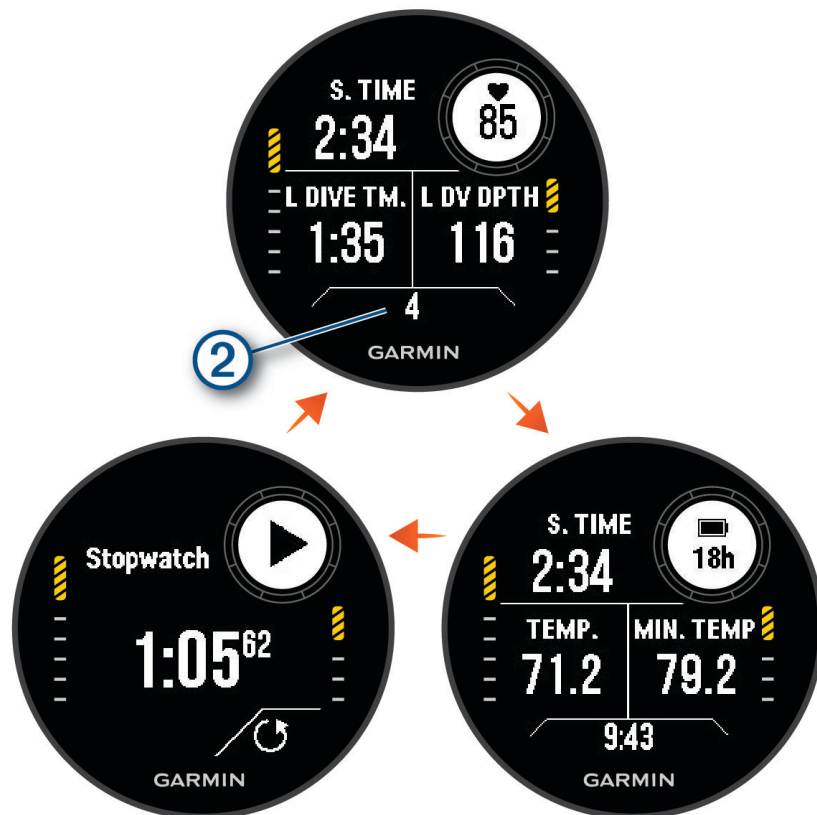 S. TIME
85
2:34
L DIVE TM. L DV DPTH
1:35 116
4
2
GARMIN
Stopwatch
1:05 62
GARMIN
S. TIME
18h
2:34
TEMP. MIN. TEMP
71.2 79.2
9:43
GARMIN